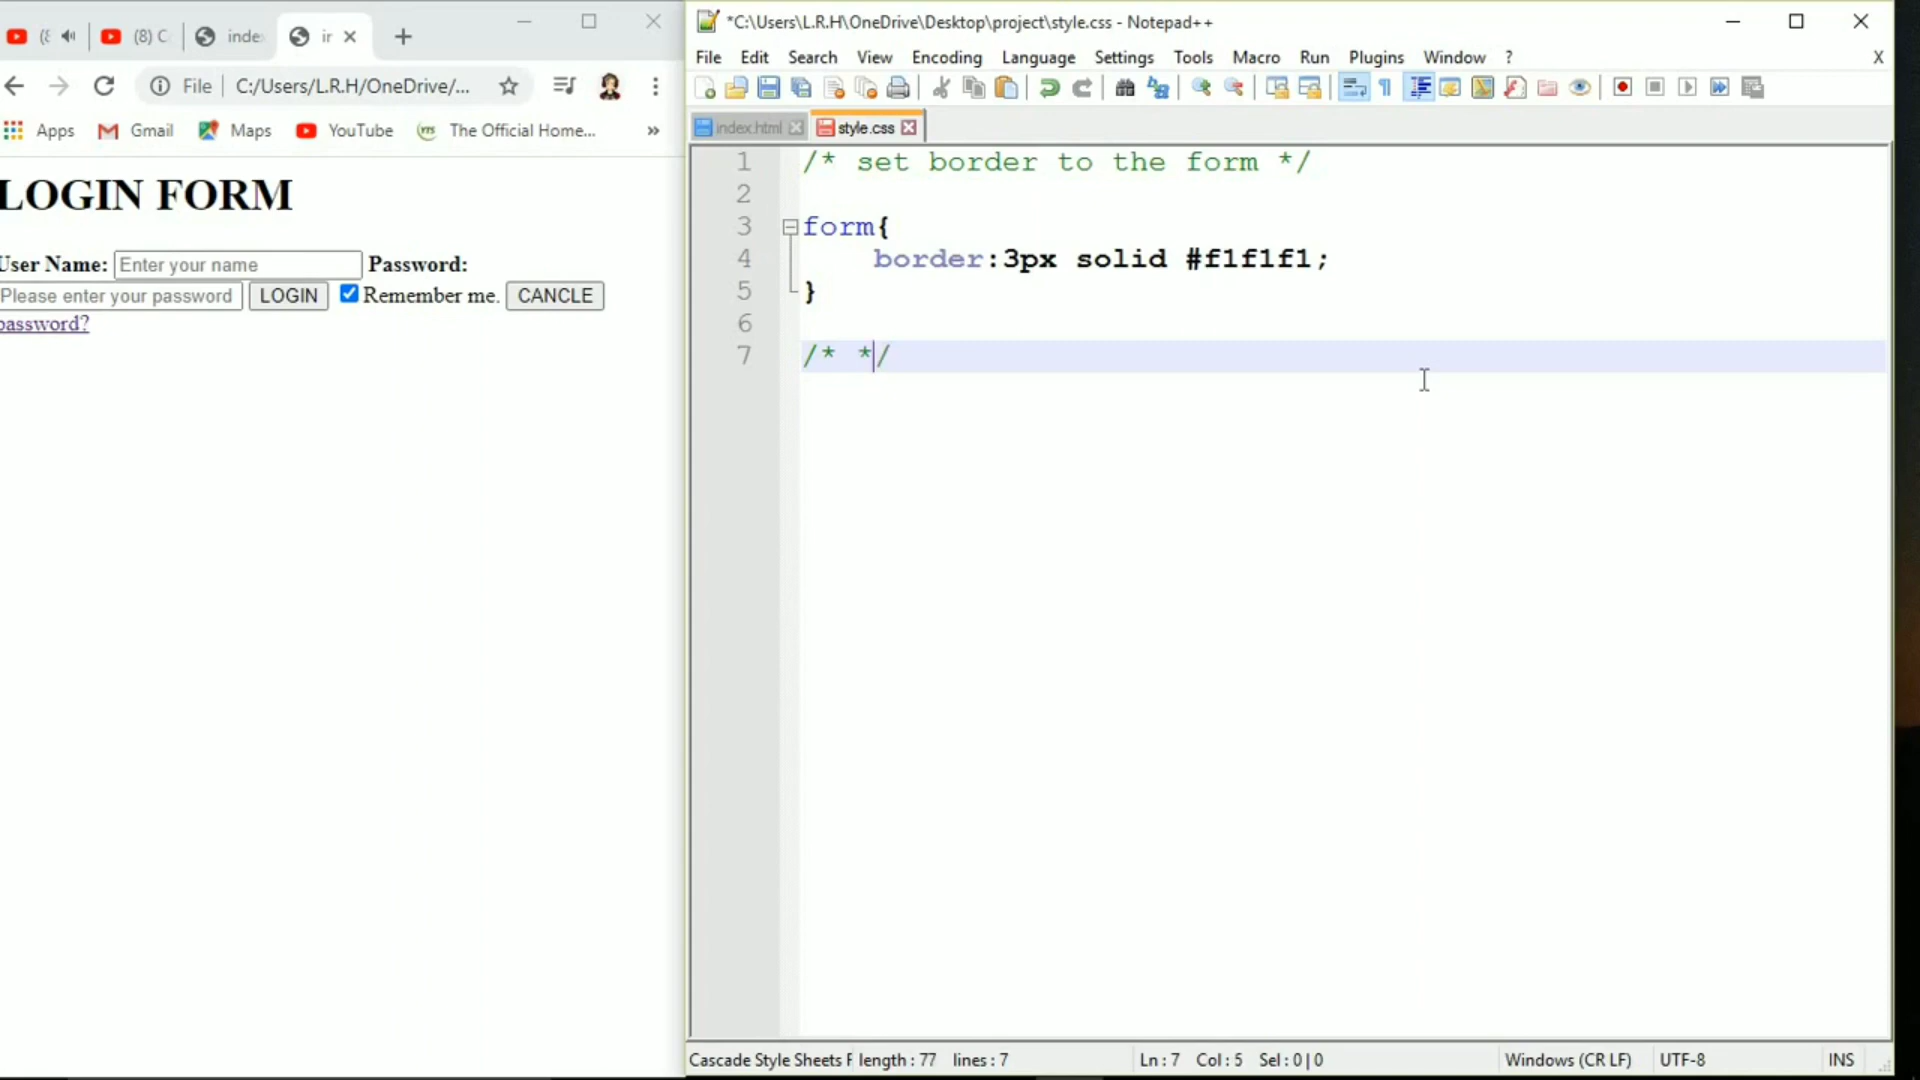 (8
(8) C
inde
ir
File
C:/Users/L.R.H/OneDrive/...
Apps
Gmail
Maps
YouTube
The Official Home...
»
LOGIN FORM
User Name:
Enter your name
Password:
Please enter your password
LOGIN
Remember me.
CANCLE
password?
*C:\Users\L.R.H\OneDrive\Desktop\project\style.css - Notepad++
File Edit Search View Encoding Language Settings Tools Macro Run Plugins Window ? X
index.html
style.css
1 /* set border to the form */
2
3 form{
4 border:3px solid #f1f1f1;
5 }
6
7 /* */
Cascade Style Sheets F length : 77 lines : 7 Ln : 7 Col : 5 Sel : 0 | 0 Windows (CR LF) UTF-8 INS